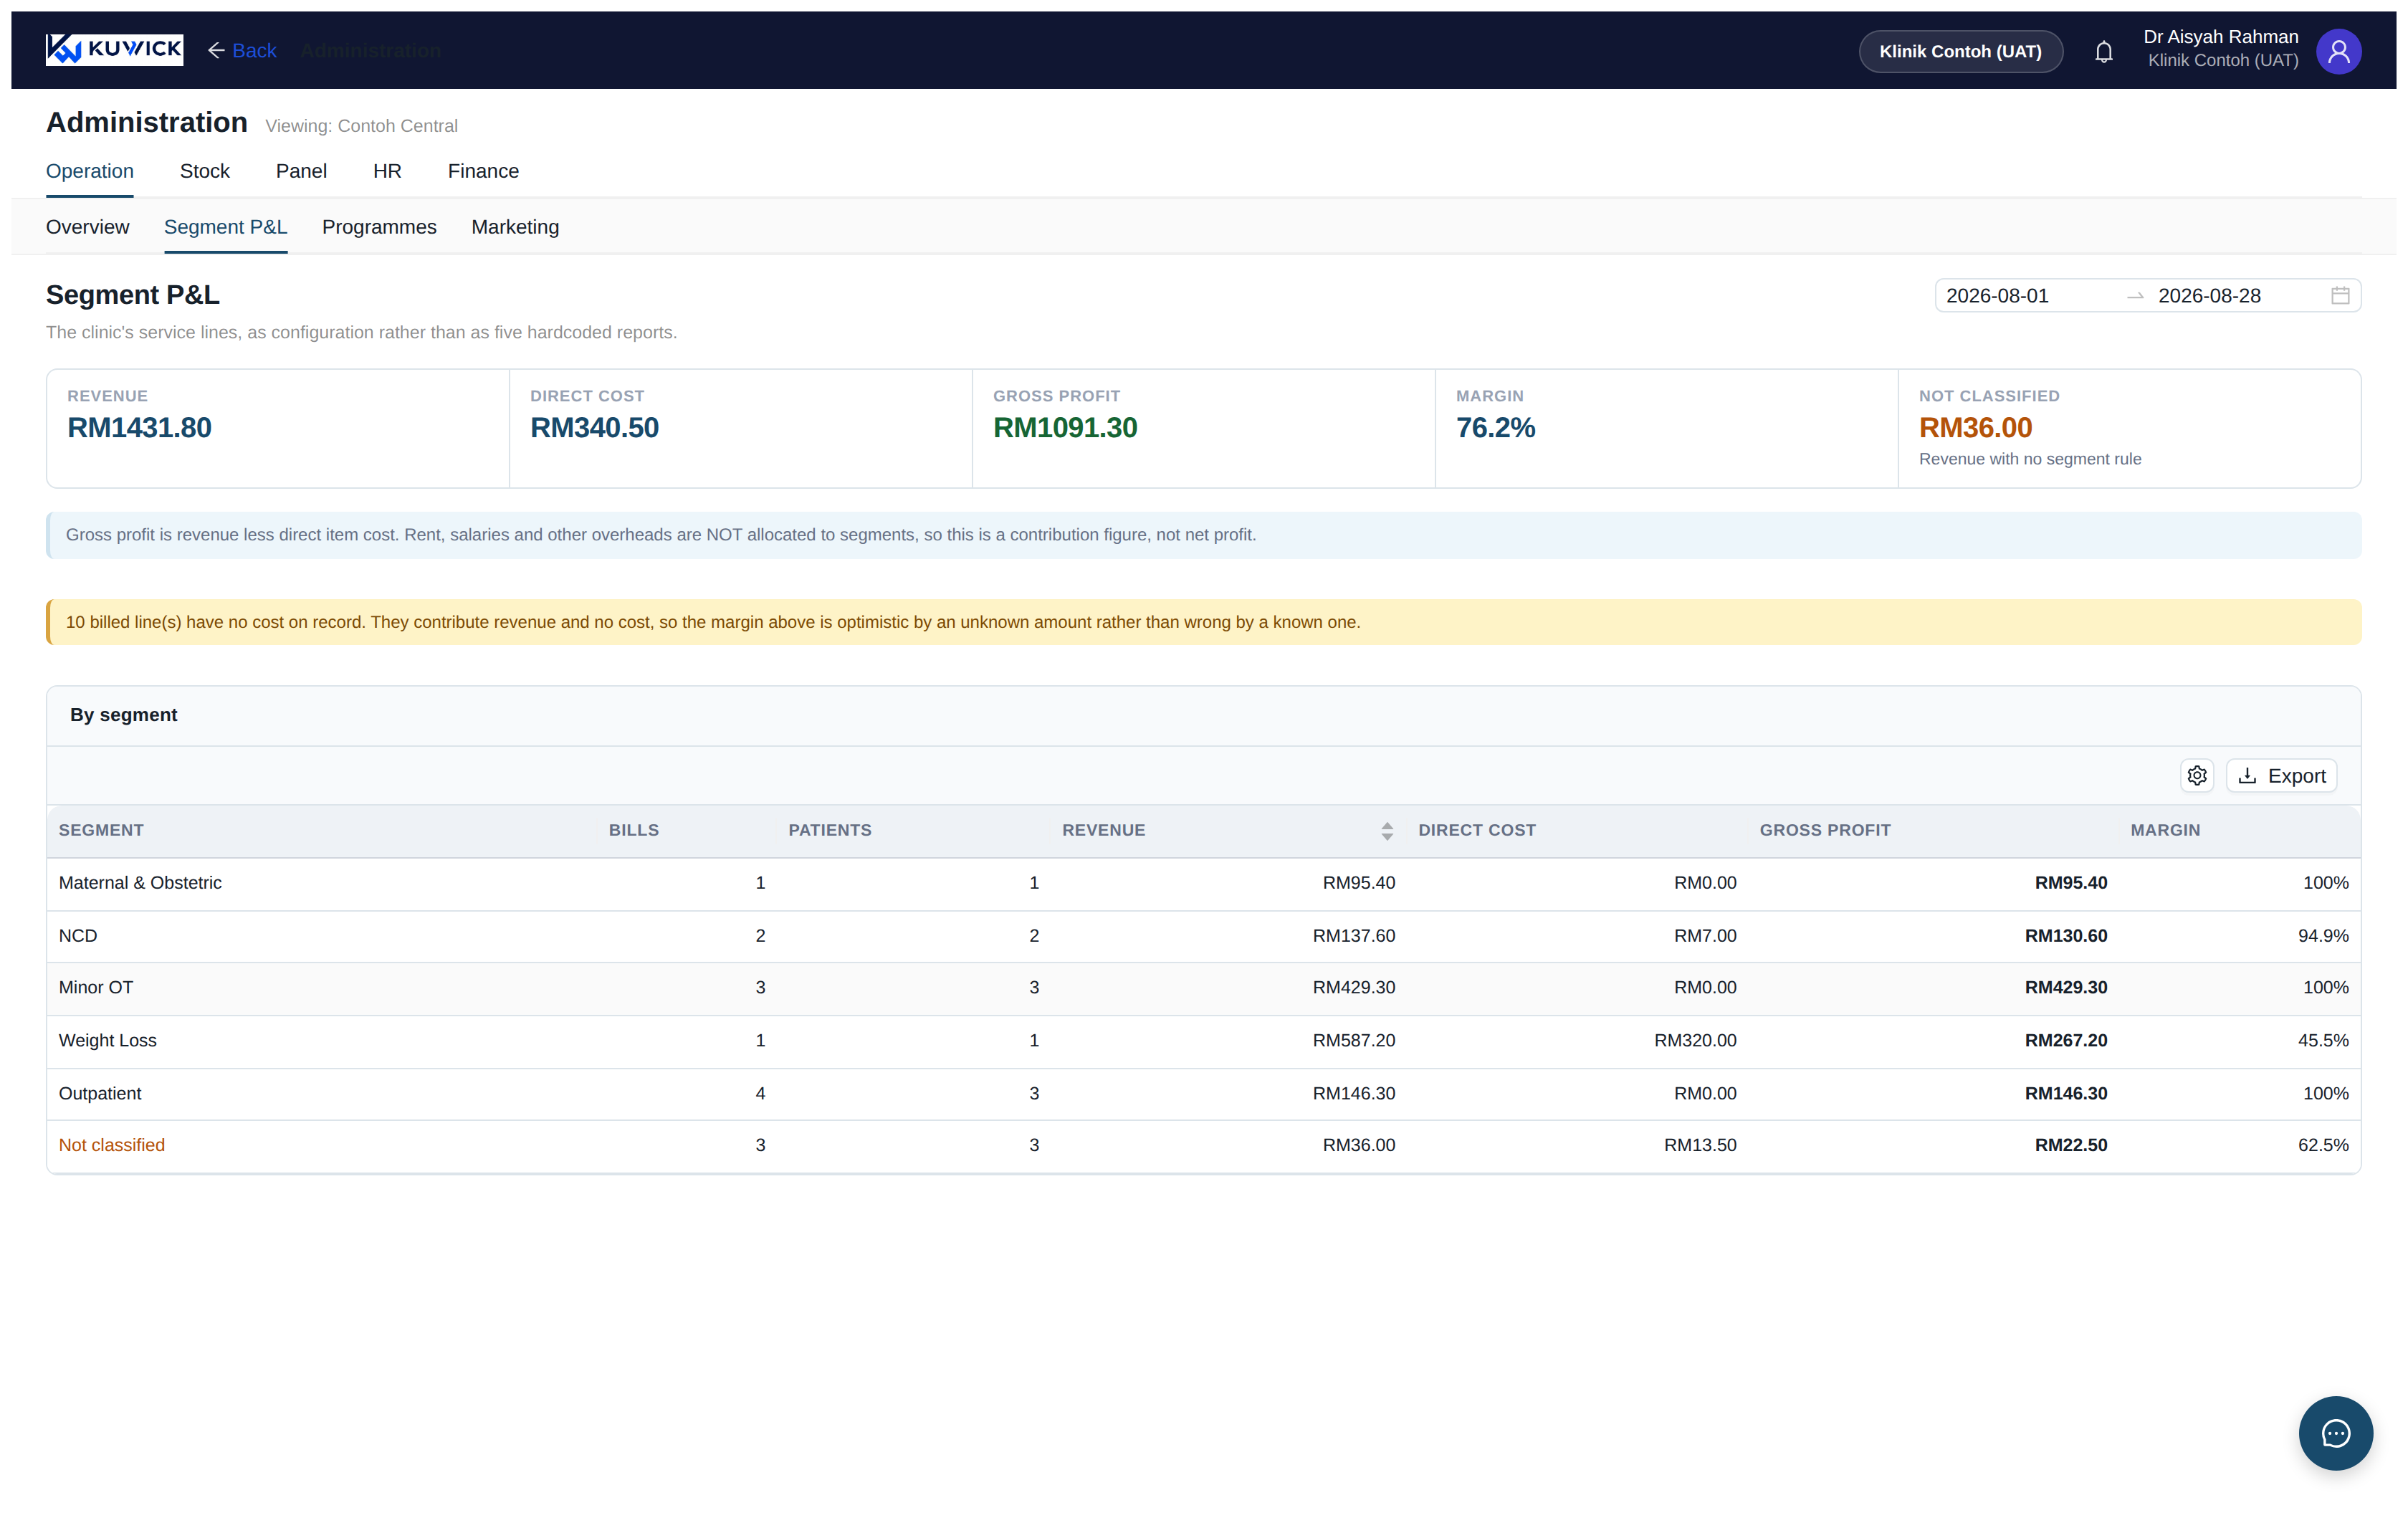 KUWICK
Back
Administration
Klinik Contoh (UAT)
Dr Aisyah Rahman
Klinik Contoh (UAT)
Administration
Viewing: Contoh Central
Operation
Stock
Panel
HR
Finance
Overview
Segment P&L
Programmes
Marketing
Segment P&L
2026-08-01
2026-08-28
The clinic's service lines, as configuration rather than as five hardcoded reports.
REVENUE
RM1431.80
DIRECT COST
RM340.50
GROSS PROFIT
RM1091.30
MARGIN
76.2%
NOT CLASSIFIED
RM36.00
Revenue with no segment rule
Gross profit is revenue less direct item cost. Rent, salaries and other overheads are NOT allocated to segments, so this is a contribution figure, not net profit.
10 billed line(s) have no cost on record. They contribute revenue and no cost, so the margin above is optimistic by an unknown amount rather than wrong by a known one.
By segment
Export
SEGMENT BILLS PATIENTS REVENUE DIRECT COST GROSS PROFIT MARGIN
Maternal & Obstetric 1 1 RM95.40 RM0.00 RM95.40 100%
NCD 2 2 RM137.60 RM7.00 RM130.60 94.9%
Minor OT 3 3 RM429.30 RM0.00 RM429.30 100%
Weight Loss 1 1 RM587.20 RM320.00 RM267.20 45.5%
Outpatient 4 3 RM146.30 RM0.00 RM146.30 100%
Not classified 3 3 RM36.00 RM13.50 RM22.50 62.5%